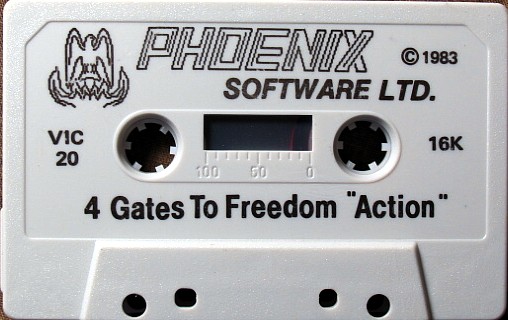 PHOENIX © 1983
SOFTWARE LTD.
VIC
20
16K
100 50 0
4 Gates To Freedom "Action"